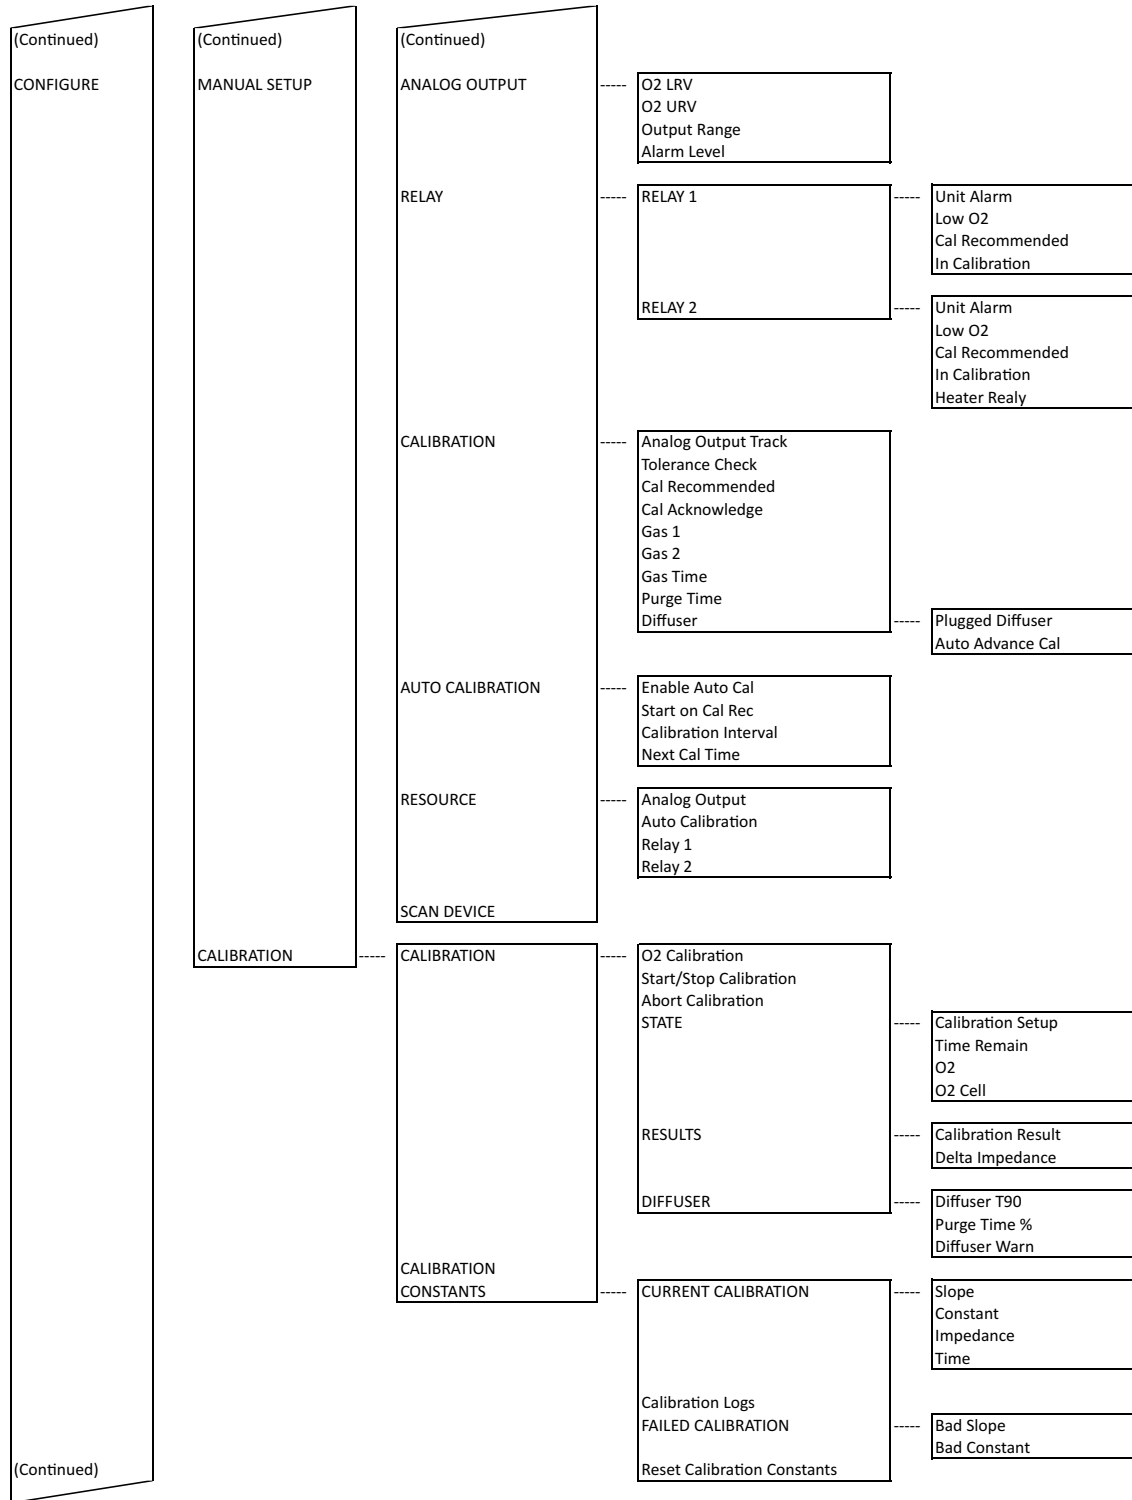 (Continued)
(Continued)
(Continued)
CONFIGURE
MANUAL SETUP
ANALOG OUTPUT
-----
O2 LRV
O2 URV
Output Range
Alarm Level
RELAY
-----
RELAY 1
-----
Unit Alarm
Low O2
Cal Recommended
In Calibration
RELAY 2
-----
Unit Alarm
Low O2
Cal Recommended
In Calibration
Heater Realy
CALIBRATION
-----
Analog Output Track
Tolerance Check
Cal Recommended
Cal Acknowledge
Gas 1
Gas 2
Gas Time
Purge Time
Diffuser
-----
Plugged Diffuser
Auto Advance Cal
AUTO CALIBRATION
-----
Enable Auto Cal
Start on Cal Rec
Calibration Interval
Next Cal Time
RESOURCE
-----
Analog Output
Auto Calibration
Relay 1
Relay 2
SCAN DEVICE
CALIBRATION
-----
CALIBRATION
-----
O2 Calibration
Start/Stop Calibration
Abort Calibration
STATE
-----
Calibration Setup
Time Remain
O2
O2 Cell
RESULTS
-----
Calibration Result
Delta Impedance
DIFFUSER
-----
Diffuser T90
Purge Time %
Diffuser Warn
CALIBRATION
CONSTANTS
-----
CURRENT CALIBRATION
-----
Slope
Constant
Impedance
Time
Calibration Logs
FAILED CALIBRATION
-----
Bad Slope
Bad Constant
Reset Calibration Constants
(Continued)